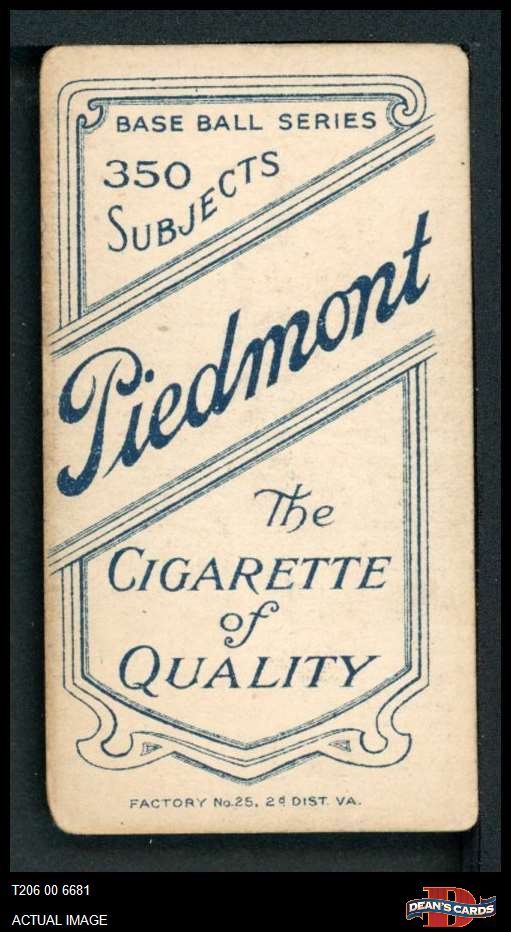 BASE BALL SERIES
350
SUBJECTS
Piedmont
The
CIGARETTE
of
QUALITY
FACTORY No. 25, 2d DIST. VA.
T206 00 6681
ACTUAL IMAGE
D
DEAN'S CARDS